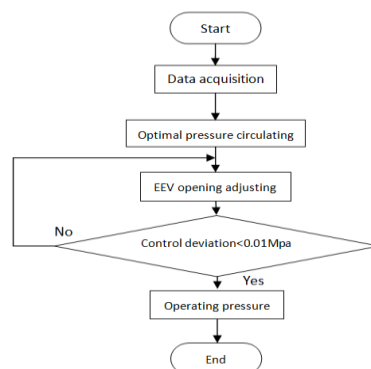 Start
Data acquisition
Optimal pressure circulating
EEV opening adjusting
No
Control deviation<0.01Mpa
Yes
Operating pressure
End